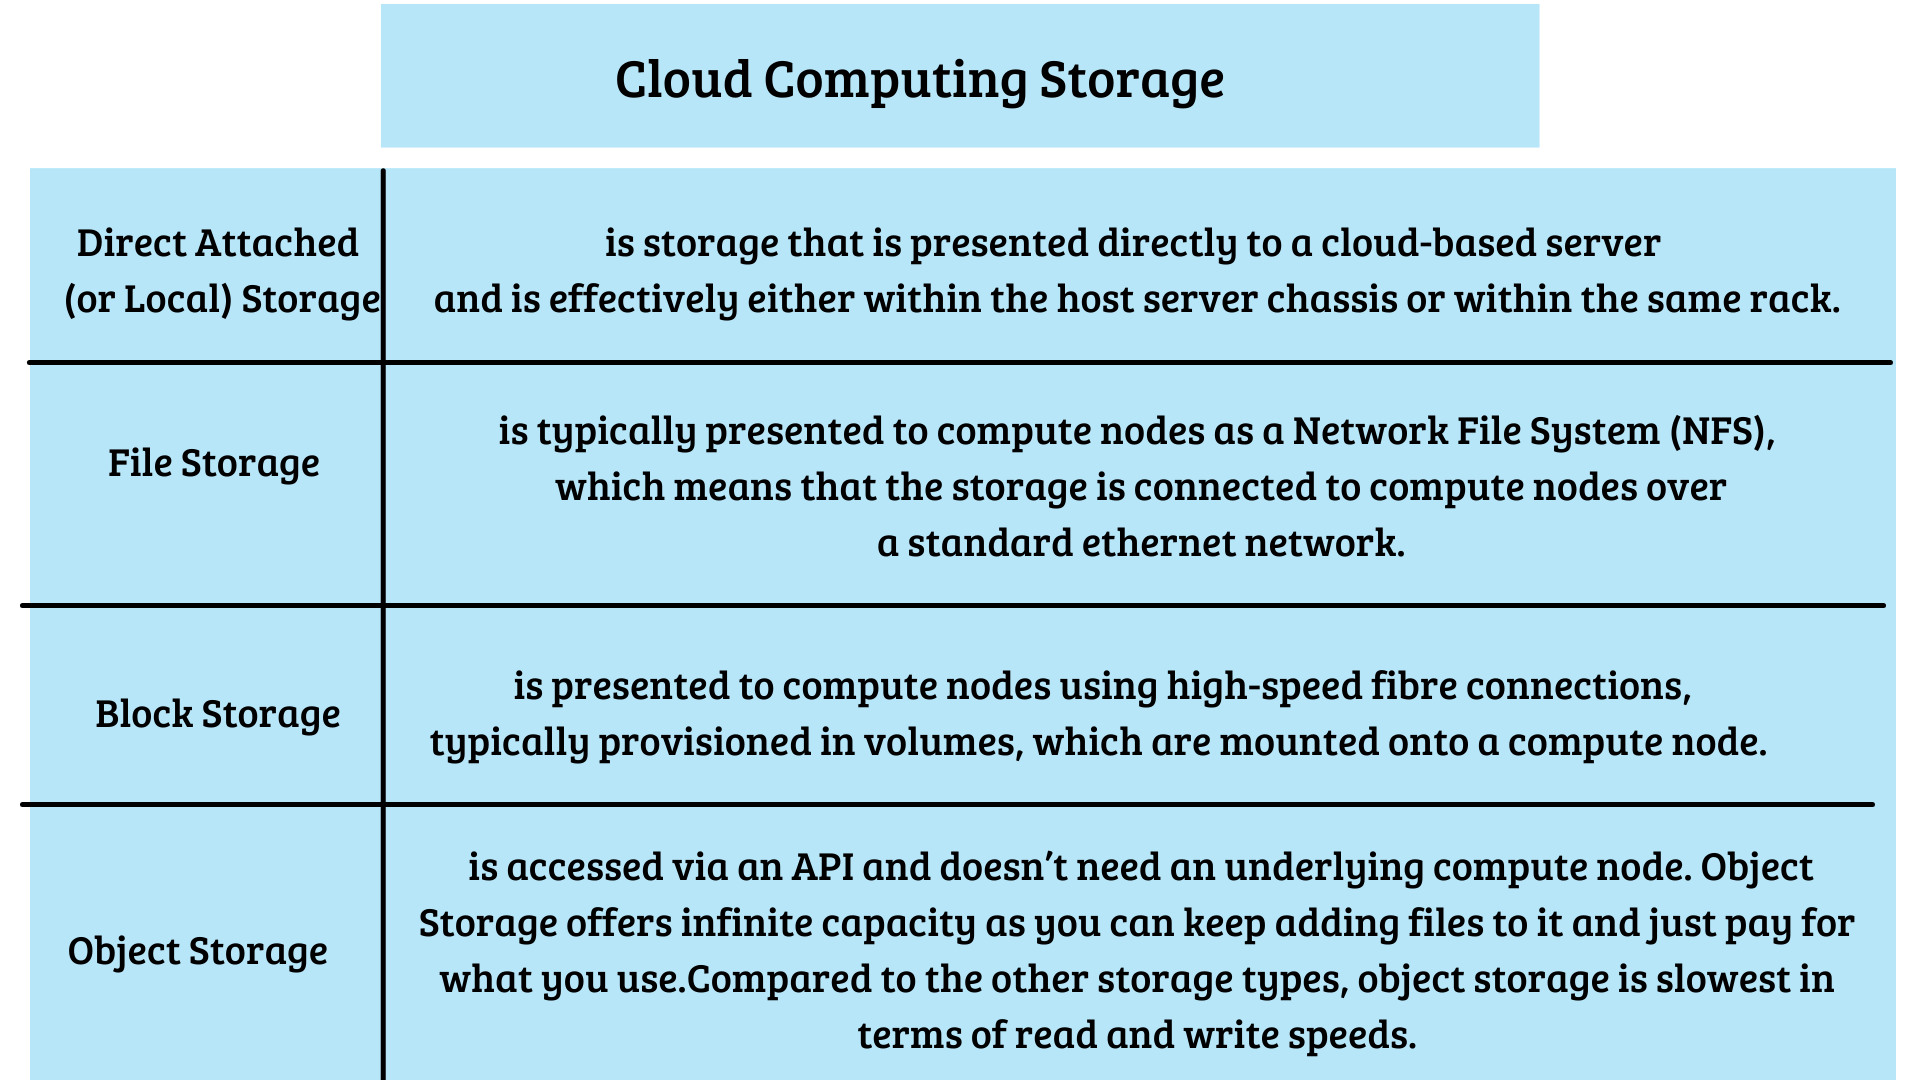 Cloud Computing Storage
Direct Attached
(or Local) Storage
is storage that is presented directly to a cloud-based server
and is effectively either within the host server chassis or within the same rack.
File Storage
is typically presented to compute nodes as a Network File System (NFS),
which means that the storage is connected to compute nodes over
a standard ethernet network.
Block Storage
is presented to compute nodes using high-speed fibre connections,
typically provisioned in volumes, which are mounted onto a compute node.
Object Storage
is accessed via an API and doesn’t need an underlying compute node. Object
Storage offers infinite capacity as you can keep adding files to it and just pay for
what you use.Compared to the other storage types, object storage is slowest in
terms of read and write speeds.